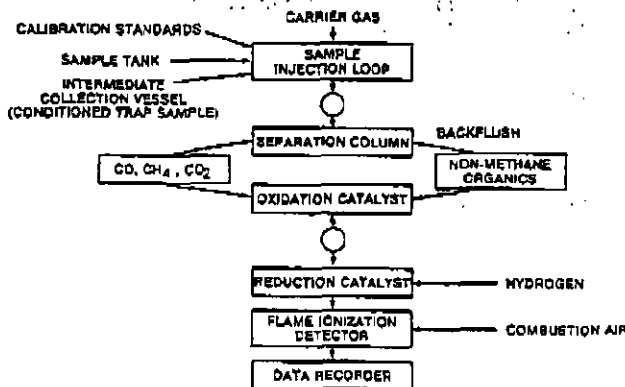 CARRIER GAS
CALIBRATION STANDARDS
SAMPLE TANK
SAMPLE
INJECTION LOOP
INTERMEDIATE
COLLECTION VESSEL
(CONDITIONED TRAP SAMPLE)
SEPARATION COLUMN
BACKFLUSH
CO, CH4, CO2
NON-METHANE
ORGANICS
OXIDATION CATALYST
REDUCTION CATALYST
HYDROGEN
FLAME IONIZATION
DETECTOR
COMBUSTION AIR
DATA RECORDER